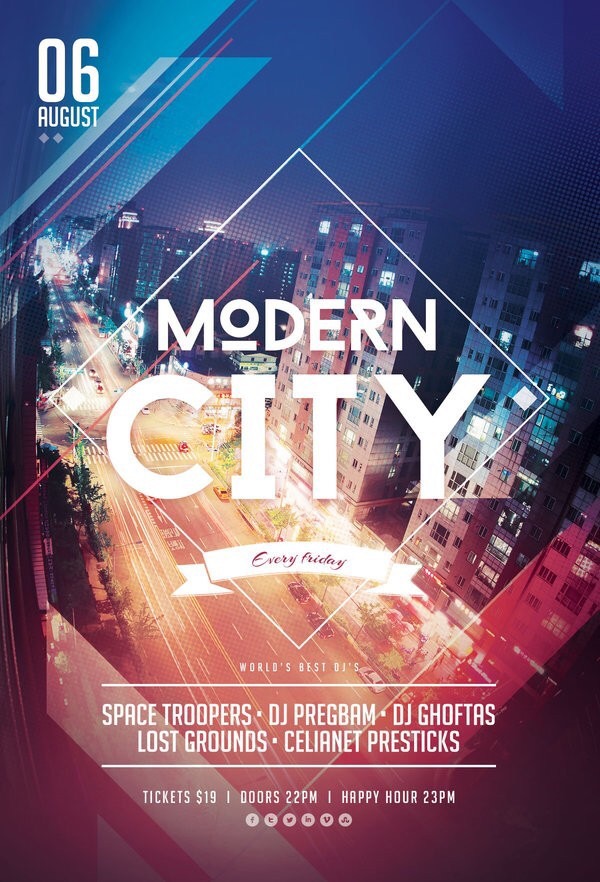 06
AUGUST
MODERN
CITY
Every friday
WORLD'S BEST DJ'S
SPACE TROOPERS · DJ PREGBAM · DJ GHOFTAS
LOST GROUNDS · CELIANET PRESTICKS
TICKETS $19 | DOORS 22PM | HAPPY HOUR 23PM